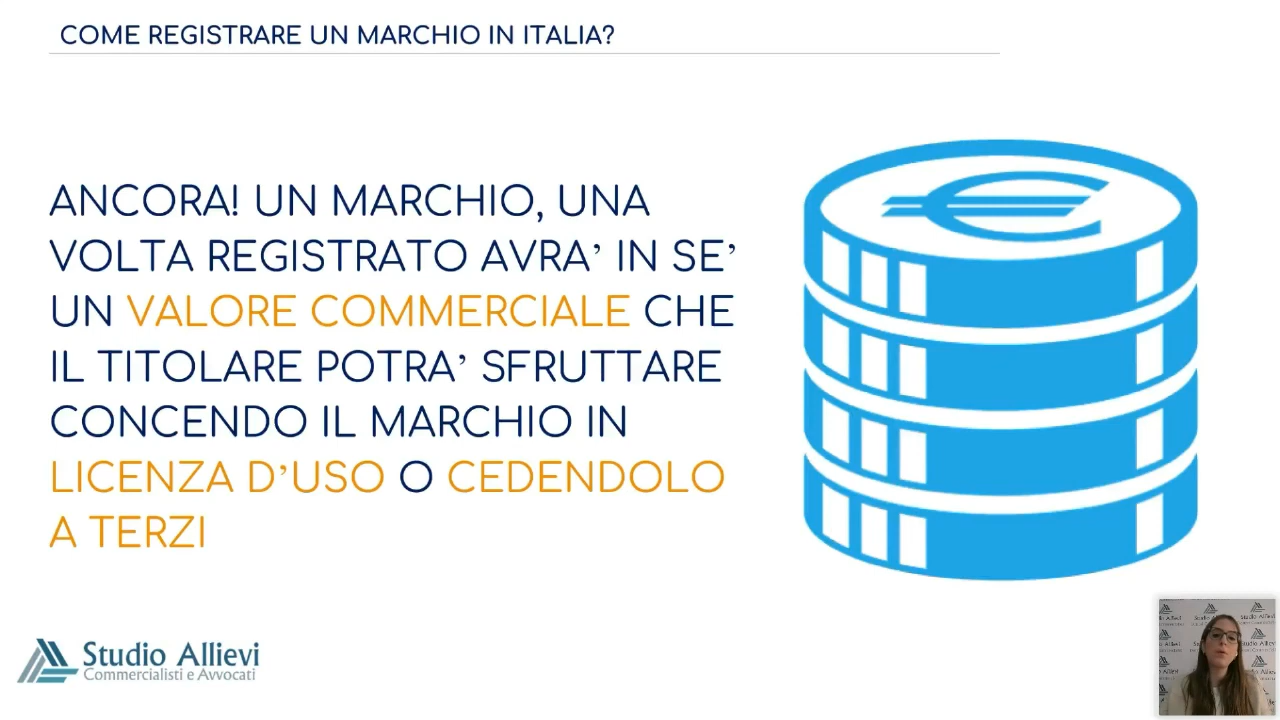 COME REGISTRARE UN MARCHIO IN ITALIA?
ANCORA! UN MARCHIO, UNA
VOLTA REGISTRATO AVRA’ IN SE’
UN VALORE COMMERCIALE CHE
IL TITOLARE POTRA’ SFRUTTARE
CONCENDO IL MARCHIO IN
LICENZA D’USO O CEDENDOLO
A TERZI
Studio Allievi
Commercialisti e Avvocati